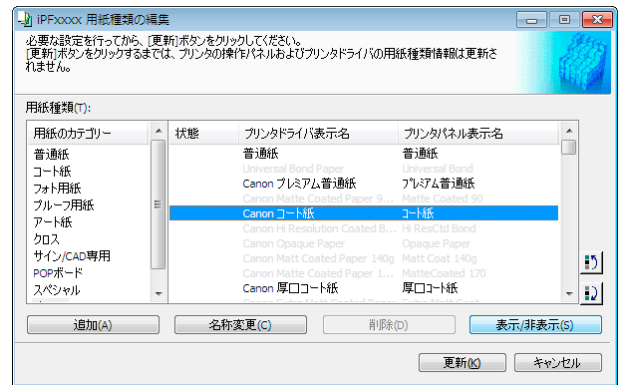 iPFxxxx 用紙種類の編集
必要な設定を行ってから、[更新]ボタンをクリックしてください。
[更新]ボタンをクリックするまでは、プリンタの操作パネルおよびプリンタドライバの用紙種類情報は更新さ
れません。
用紙種類(T):
用紙のカテゴリー
普通紙
コート紙
フォト用紙
プルーフ用紙
アート紙
クロス
サイン/CAD専用
POPボード
スペシャル
状態 プリンタドライバ表示名 プリンタパネル表示名
普通紙 普通紙
Universal Bond Paper Universal Bond
Canon プレミアム普通紙 プレミアム普通紙
Canon Matte Coated Paper 9... Matte Coated 90
Canon コート紙 コート紙
Canon Hi Resolution Coated B... Hi ResCtd Bond
Canon Opaque Paper Opaque Paper
Canon Matt Coated Paper 140g Matt Coat 140g
Canon Matte Coated Paper 1... MatteCoated 170
Canon 厚口コート紙 厚口コート紙
追加(A) 名称変更(C) 削除(D) 表示/非表示(S)
更新(K) キャンセル